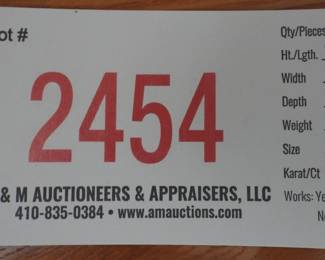 ot #
2454
& M AUCTIONEERS & APPRAISERS, LLC
410-835-0384 • www.amauctions.com
Qty/Pieces
Ht./Lgth.
Width
Depth
Weight
Size
Karat/Ct
Works: Ye
N